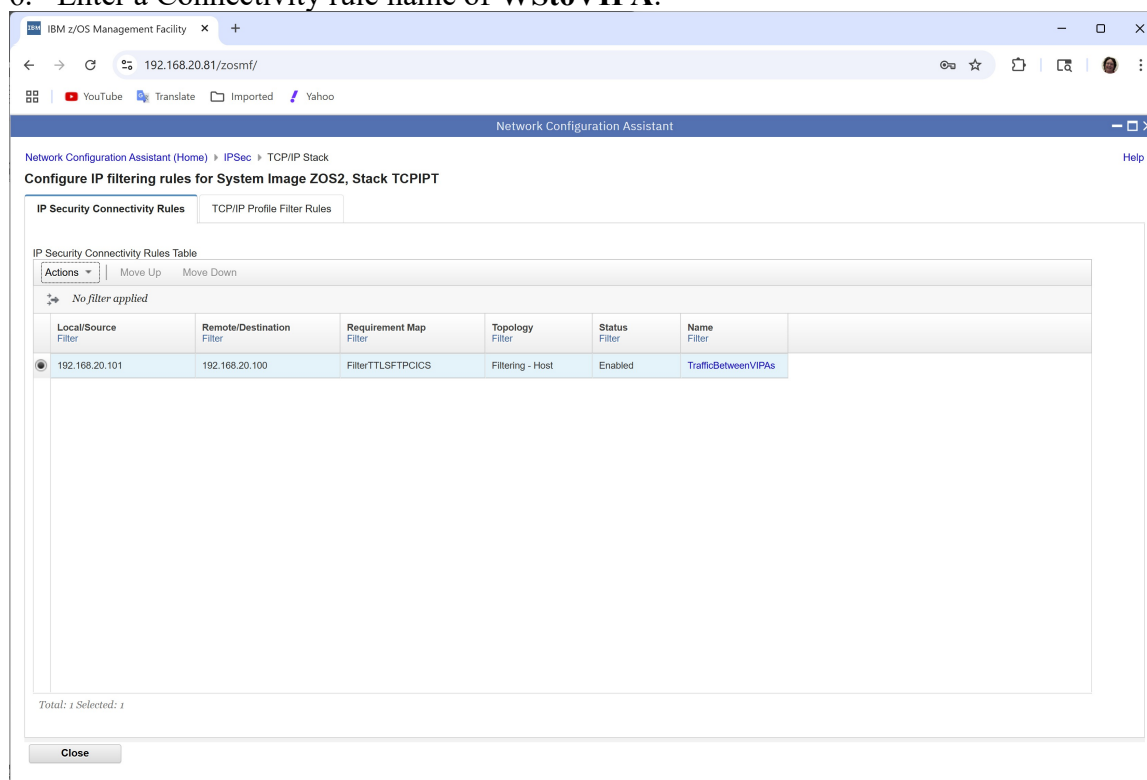 6. Enter a Connectivity rule name of WStoVIPA.
IBM IBM z/OS Management Facility
192.168.20.81/zosmf/
YouTube Translate Imported Yahoo
Network Configuration Assistant
Network Configuration Assistant (Home) IPSec TCP/IP Stack Help
Configure IP filtering rules for System Image ZOS2, Stack TCPIPT
IP Security Connectivity Rules TCP/IP Profile Filter Rules
IP Security Connectivity Rules Table
Actions Move Up Move Down
No filter applied
Local/Source Remote/Destination Requirement Map Topology Status Name
Filter Filter Filter Filter Filter Filter
192.168.20.101 192.168.20.100 FilterTTLSFTPCICS Filtering - Host Enabled TrafficBetweenVIPAs
Total: 1 Selected: 1
Close